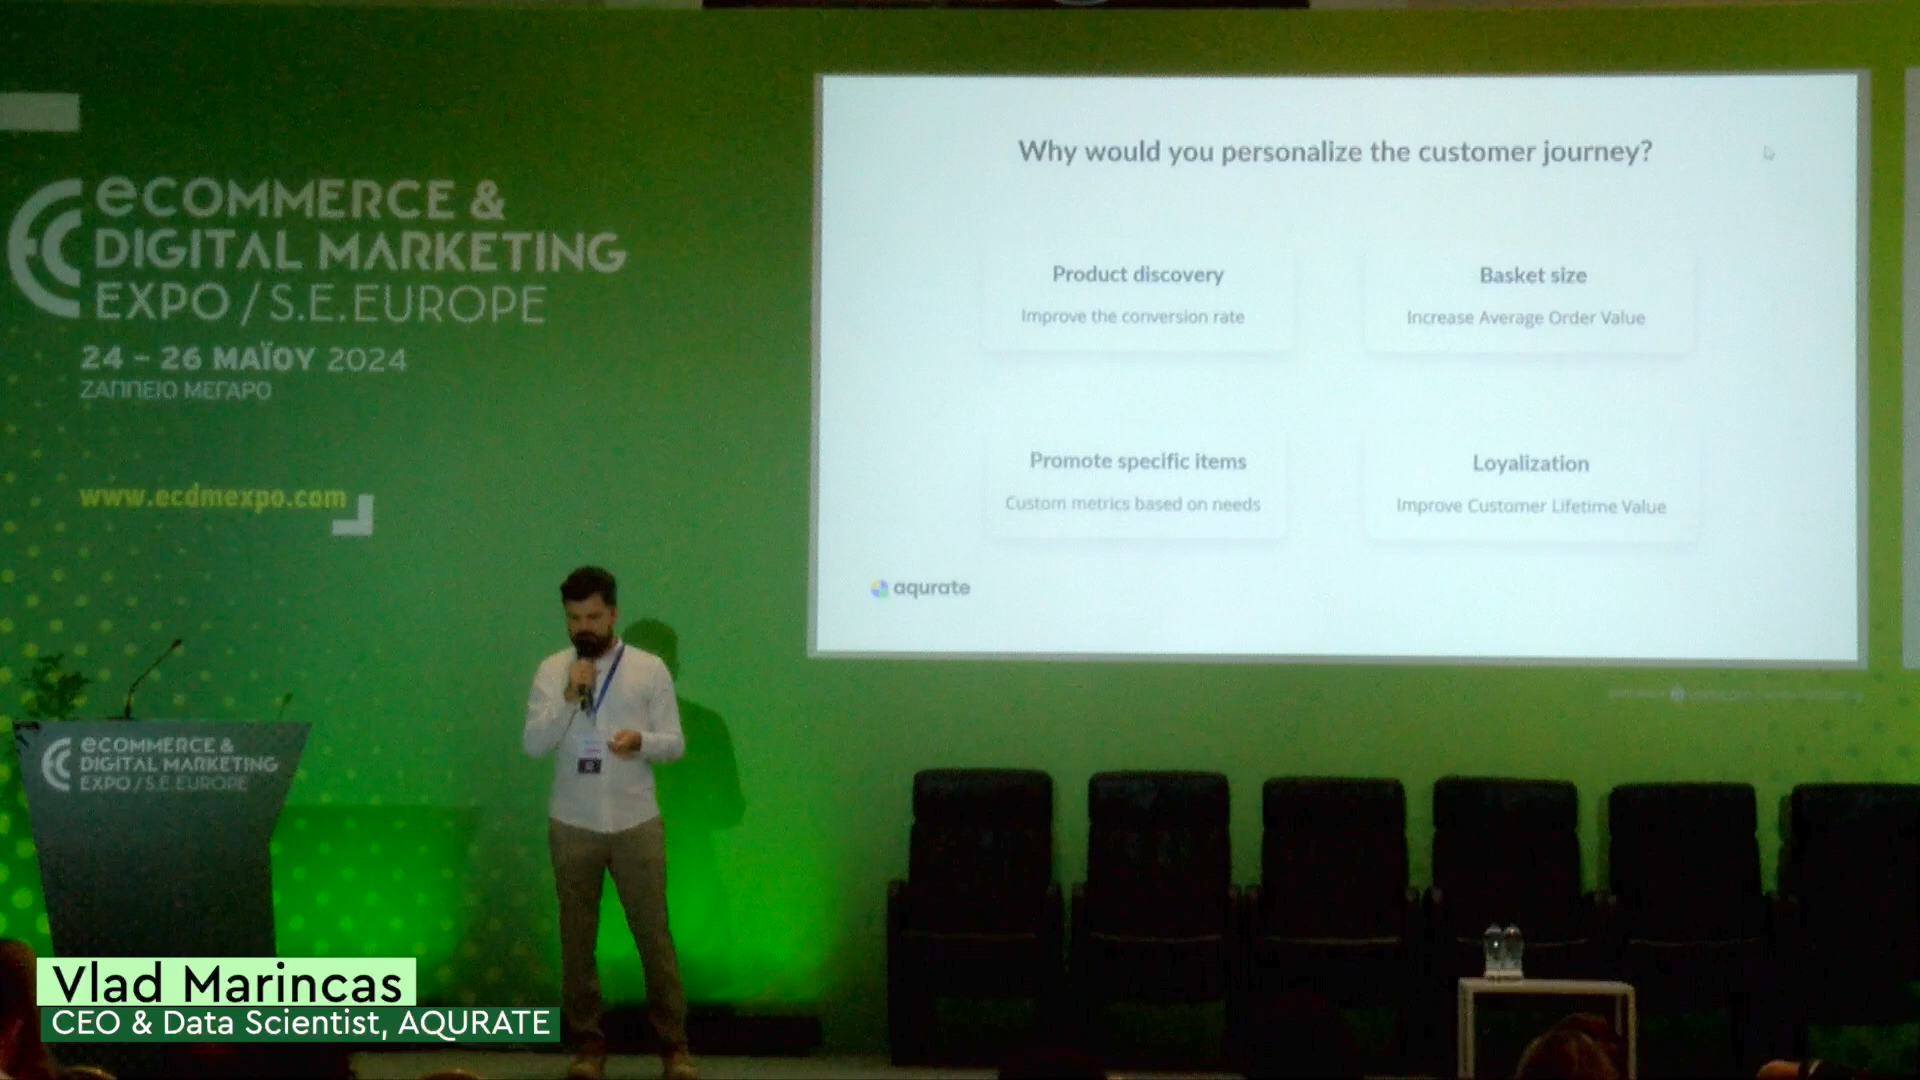 eCOMMERCE &
DIGITAL MARKETING
EXPO / S.E.EUROPE
24 – 26 ΜΑΪΟΥ 2024
ΖΑΠΠΕΙΟ ΜΕΓΑΡΟ
www.ecdmexpo.com
Why would you personalize the customer journey?
Product discovery
Improve the conversion rate
Basket size
Increase Average Order Value
Promote specific items
Custom metrics based on needs
Loyalization
Improve Customer Lifetime Value
aqurate
eCOMMERCE &
DIGITAL MARKETING
EXPO / S.E.EUROPE
Vlad Marincas
CEO & Data Scientist, AQURATE